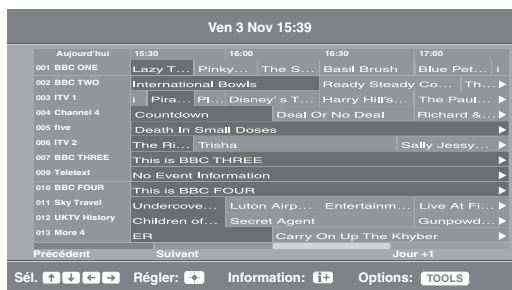 Ven 3 Nov 15:39
Aujourd'hui 15:30 16:00 16:30 17:00
001 BBC ONE Lazy T... Pinky... The S... Basil Brush Blue Pet... i
002 BBC TWO International Bowls Ready Steady Co... Th...
003 ITV 1 i Pira... Pl... Disney's T... Harry Hill's... The Paul...
004 Channel 4 Countdown Deal Or No Deal Richard &...
005 five Death In Small Doses
006 ITV 2 The Ri... Trisha Sally Jessy...
007 BBC THREE This is BBC THREE
009 Teletext No Event Information
010 BBC FOUR This is BBC FOUR
011 Sky Travel Undercove... Luton Airp... Entertainm... Live At Fi...
012 UKTV History Children of... Secret Agent Gunpowd...
013 More 4 ER Carry On Up The Khyber
Précédent Suivant Jour +1
Sél. Régler: Information: i+ Options: TOOLS